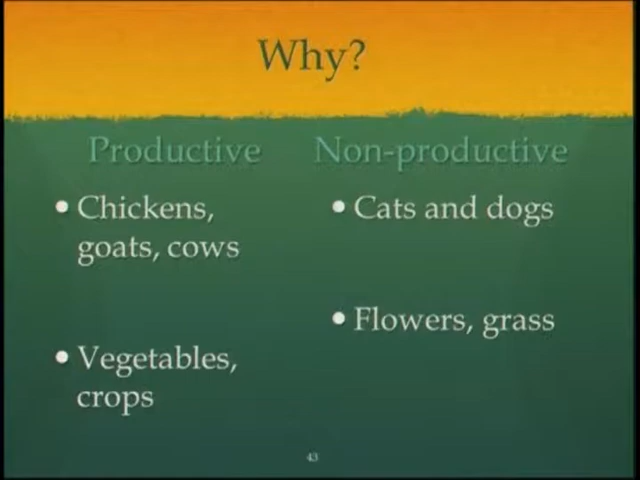 Why?
Productive
Non-productive
• Chickens,
goats, cows
• Vegetables,
crops
• Cats and dogs
• Flowers, grass
43